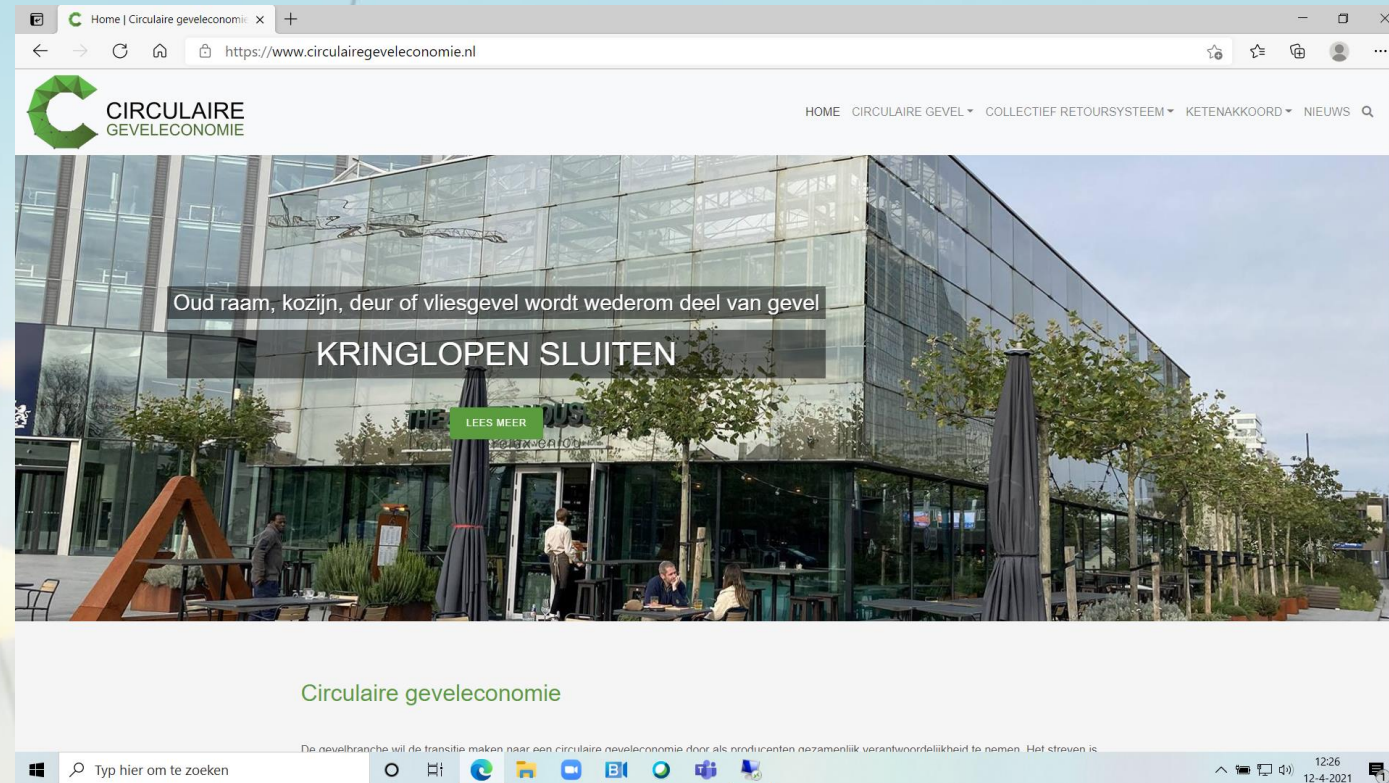 Home | Circulaire geveleconomie
https://www.circulairegeveleconomie.nl
CIRCULAIRE
GEVELECONOMIE
HOME CIRCULAIRE GEVEL COLLECTIEF RETOURSYSTEEM KETENAKKOORD NIEUWS
Oud raam, kozijn, deur of vliesgevel wordt wederom deel van gevel
KRINGLOPEN SLUITEN
LEES MEER
Circulaire geveleconomie
De gevelbranche wil de transitie maken naar een circulaire geveleconomie door als producenten gezamenlijk verantwoordelijkheid te nemen. Het streven is
Typ hier om te zoeken
12:26
12-4-2021